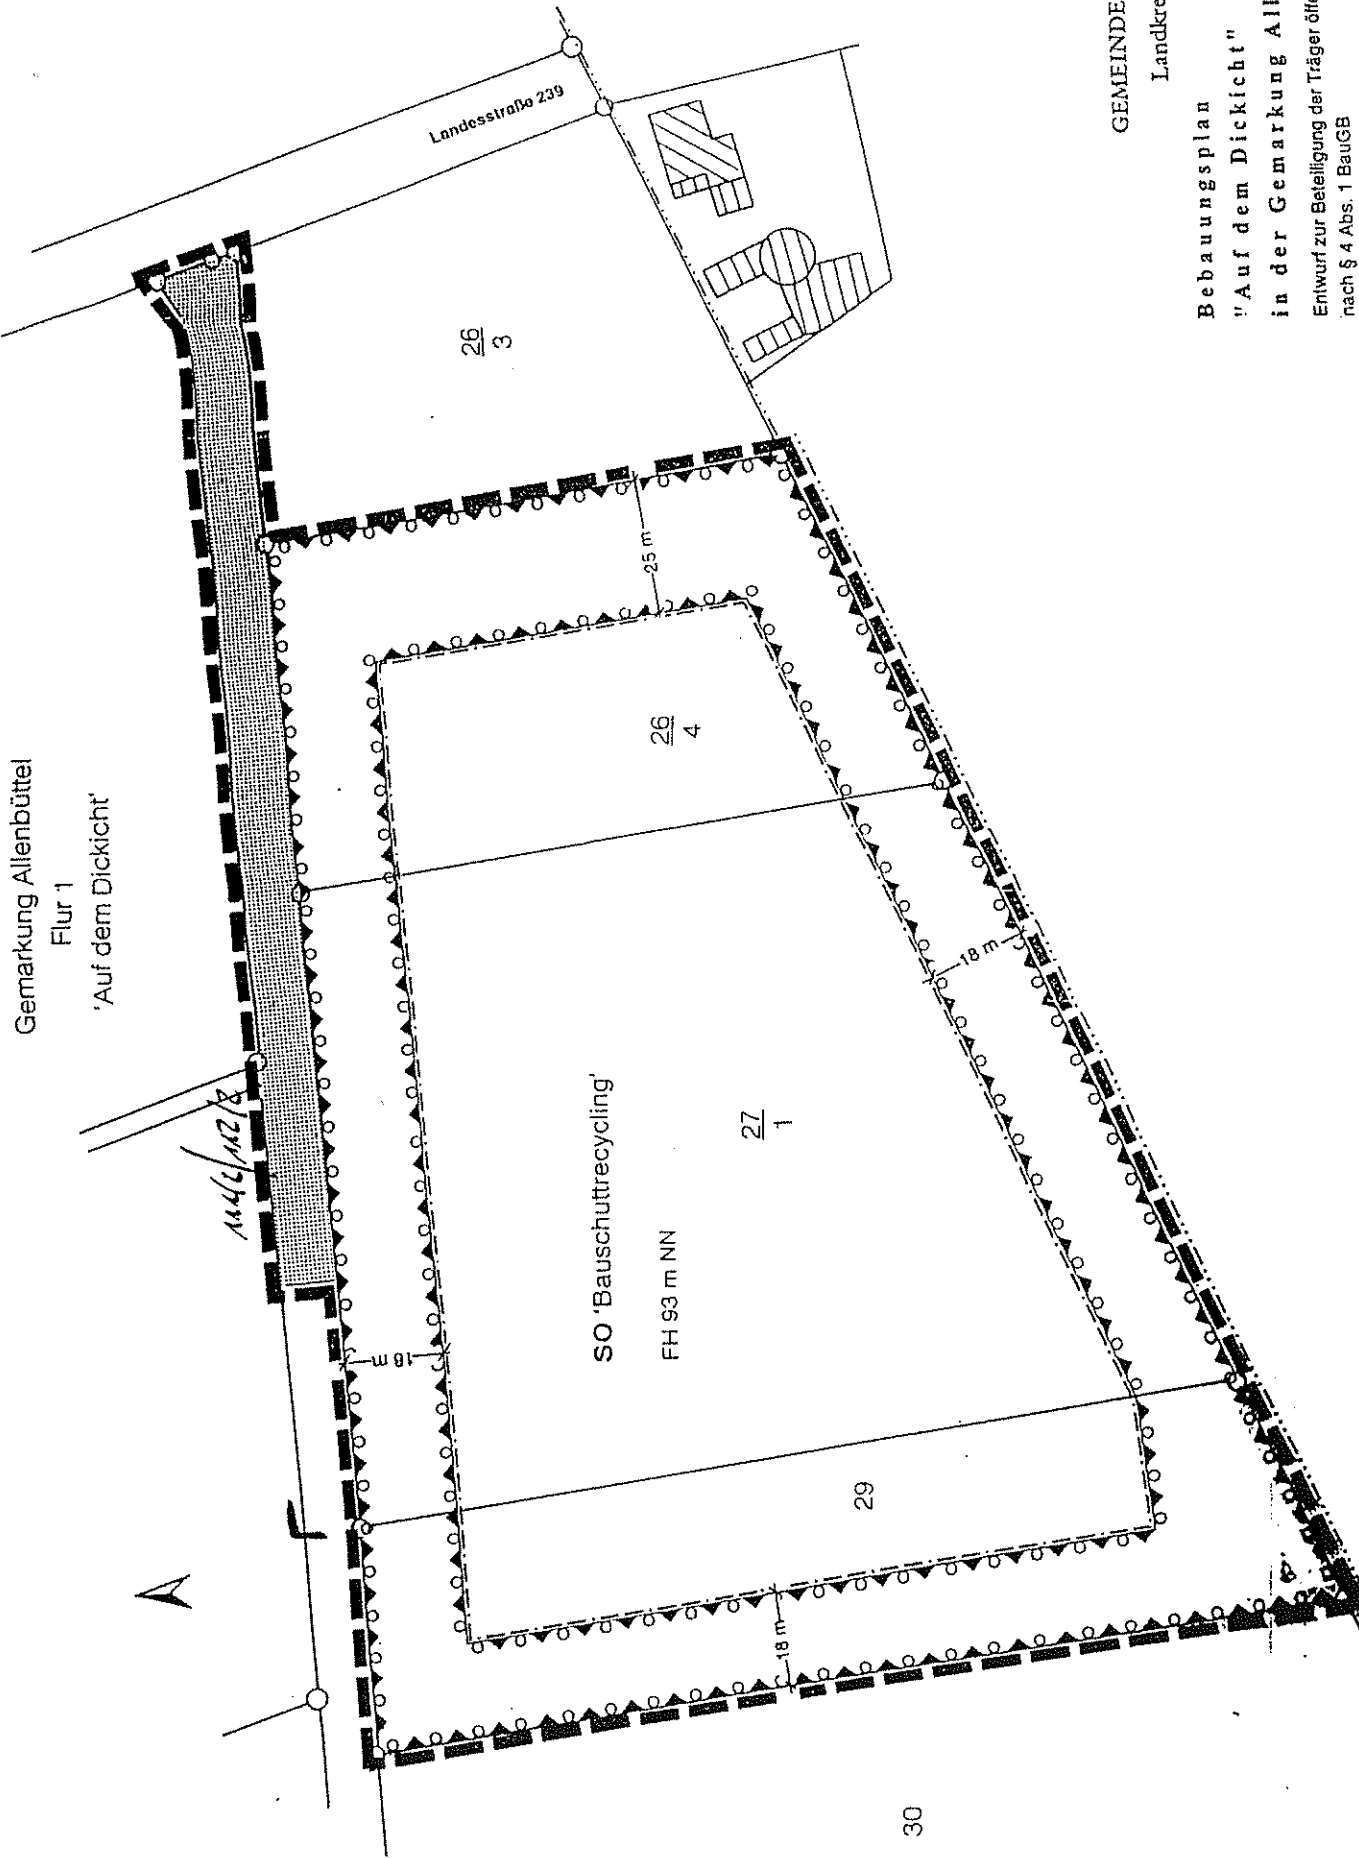 Gemarkung Allenbüttel
Flur 1
'Auf dem Dickicht'
Landesstraße 239
26
3
25 m
26
4
18 m
SO 'Bauschuttrecycling'
FH 93 m NN
27
1
18 m
29
18 m
30
GEMEINDE
Landkre
Bebauungsplan
"Auf dem Dickicht"
in der Gemarkung All
Entwurf zur Beteiligung der Träger öffe
nach § 4 Abs. 1 BauGB